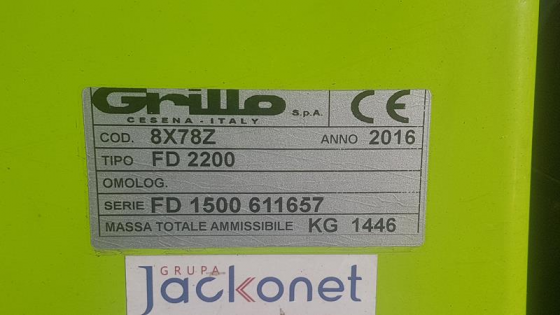 Grillo S.p.A. CE
CESENA - ITALY
COD. 8X78Z ANNO 2016
TIPO FD 2200
OMOLOG.
SERIE FD 1500 611657
MASSA TOTALE AMMISSIBILE KG 1446
GRUPA
Jackonet